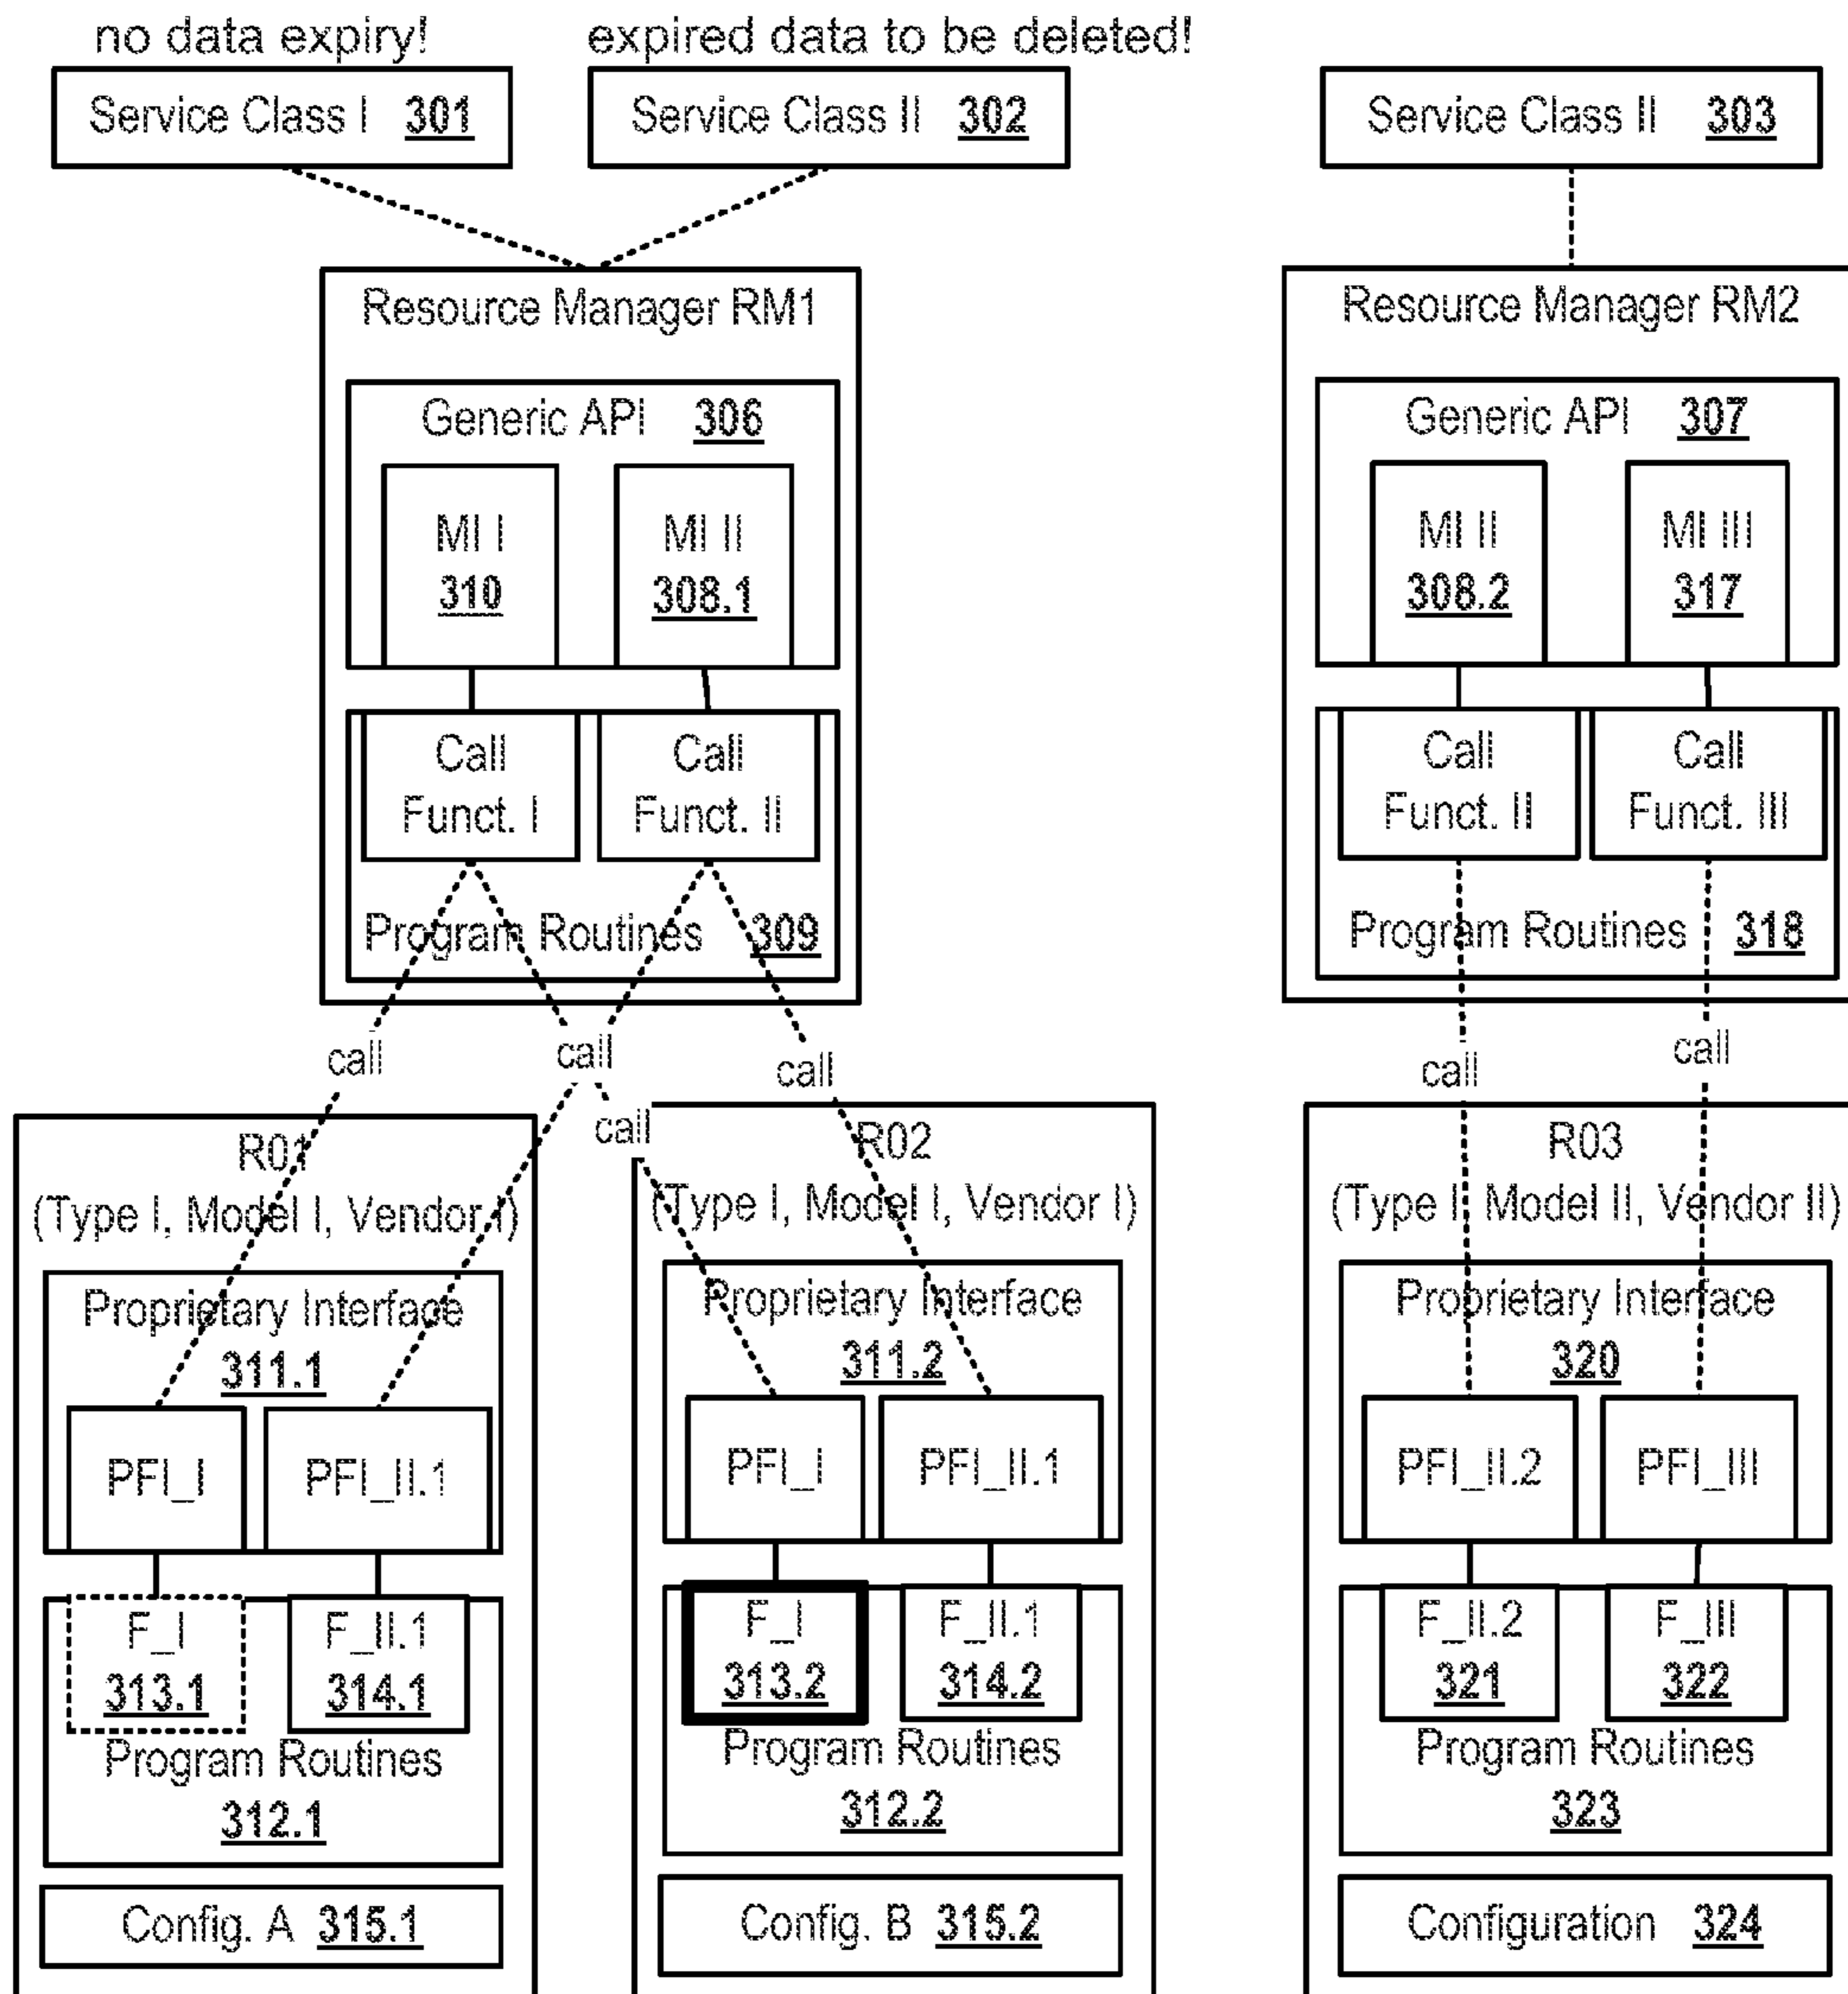 no data expiry!
expired data to be deleted!
Service Class I 301
Service Class II 302
Service Class II 303
Resource Manager RM1
Generic API 306
MI I
310
MI II
308.1
Call
Funct. I
Call
Funct. II
Program Routines 309
Resource Manager RM2
Generic API 307
MI II
308.2
MI III
317
Call
Funct. II
Call
Funct. III
Program Routines 318
call
call
call
call
call
call
R01
(Type I, Model I, Vendor I)
Proprietary Interface
311.1
PFI_I
PFI_II.1
F_I
313.1
F_II.1
314.1
Program Routines
312.1
Config. A 315.1
R02
(Type I, Model I, Vendor I)
Proprietary Interface
311.2
PFI_I
PFI_II.1
F_I
313.2
F_II.1
314.2
Program Routines
312.2
Config. B 315.2
R03
(Type I, Model II, Vendor II)
Proprietary Interface
320
PFI_II.2
PFI_III
F_II.2
321
F_III
322
Program Routines
323
Configuration 324